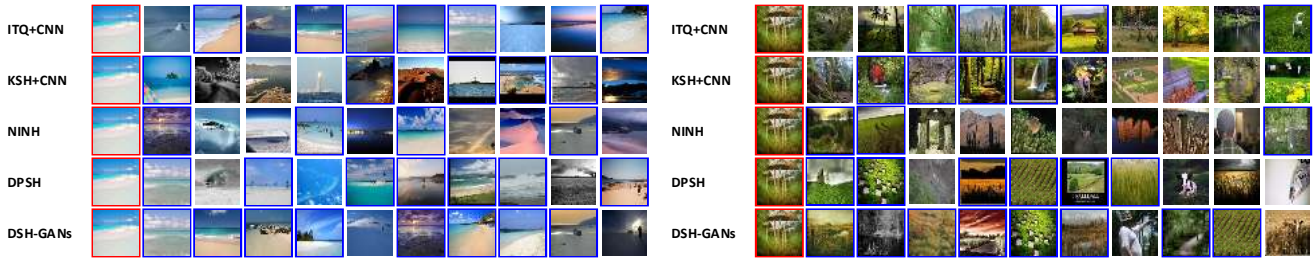 ITQ+CNN
KSH+CNN
NINH
DPSH
DSH-GANs
ITQ+CNN
KSH+CNN
NINH
DPSH
DSH-GANs